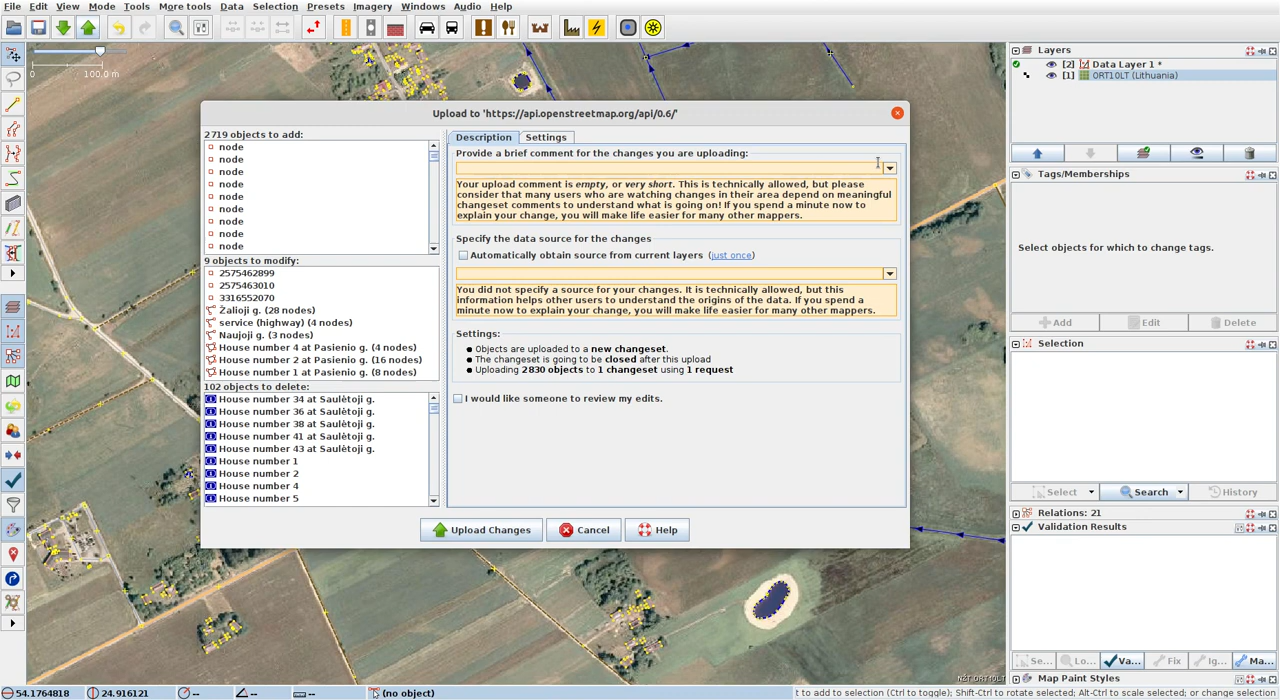 File Edit View Mode Tools More tools Data Selection Presets Imagery Windows Audio Help
0 100.0 m
Upload to 'https://api.openstreetmap.org/api/0.6/'
2719 objects to add:
node
node
node
node
node
node
node
node
node
9 objects to modify:
2575462899
2575463010
3316552070
Žalioji g. (28 nodes)
service (highway) (4 nodes)
Naujoji g. (3 nodes)
House number 4 at Pasienio g. (4 nodes)
House number 2 at Pasienio g. (16 nodes)
House number 1 at Pasienio g. (8 nodes)
102 objects to delete:
House number 34 at Saulėtoji g.
House number 36 at Saulėtoji g.
House number 38 at Saulėtoji g.
House number 41 at Saulėtoji g.
House number 43 at Saulėtoji g.
House number 1
House number 2
House number 4
House number 5
Description Settings
Provide a brief comment for the changes you are uploading:
Your upload comment is empty, or very short. This is technically allowed, but please
consider that many users who are watching changes in their area depend on meaningful
changeset comments to understand what is going on! If you spend a minute now to
explain your change, you will make life easier for many other mappers.
Specify the data source for the changes
Automatically obtain source from current layers (just once)
You did not specify a source for your changes. It is technically allowed, but this
information helps other users to understand the origins of the data. If you spend a
minute now to explain your change, you will make life easier for many other mappers.
Settings:
Objects are uploaded to a new changeset.
The changeset is going to be closed after this upload
Uploading 2830 objects to 1 changeset using 1 request
I would like someone to review my edits.
Upload Changes Cancel Help
Layers
[2] Data Layer 1 *
[1] ORT10LT (Lithuania)
Tags/Memberships
Select objects for which to change tags.
Add Edit Delete
Selection
Select Search History
Relations: 21
Validation Results
Se... Lo... Va... Fix Ig... Ma...
Map Paint Styles
NŽT ORT10LT
54.1764818 24.916121 -- -- -- (no object) t to add to selection (Ctrl to toggle); Shift-Ctrl to rotate selected; Alt-Ctrl to scale selected; or change selection